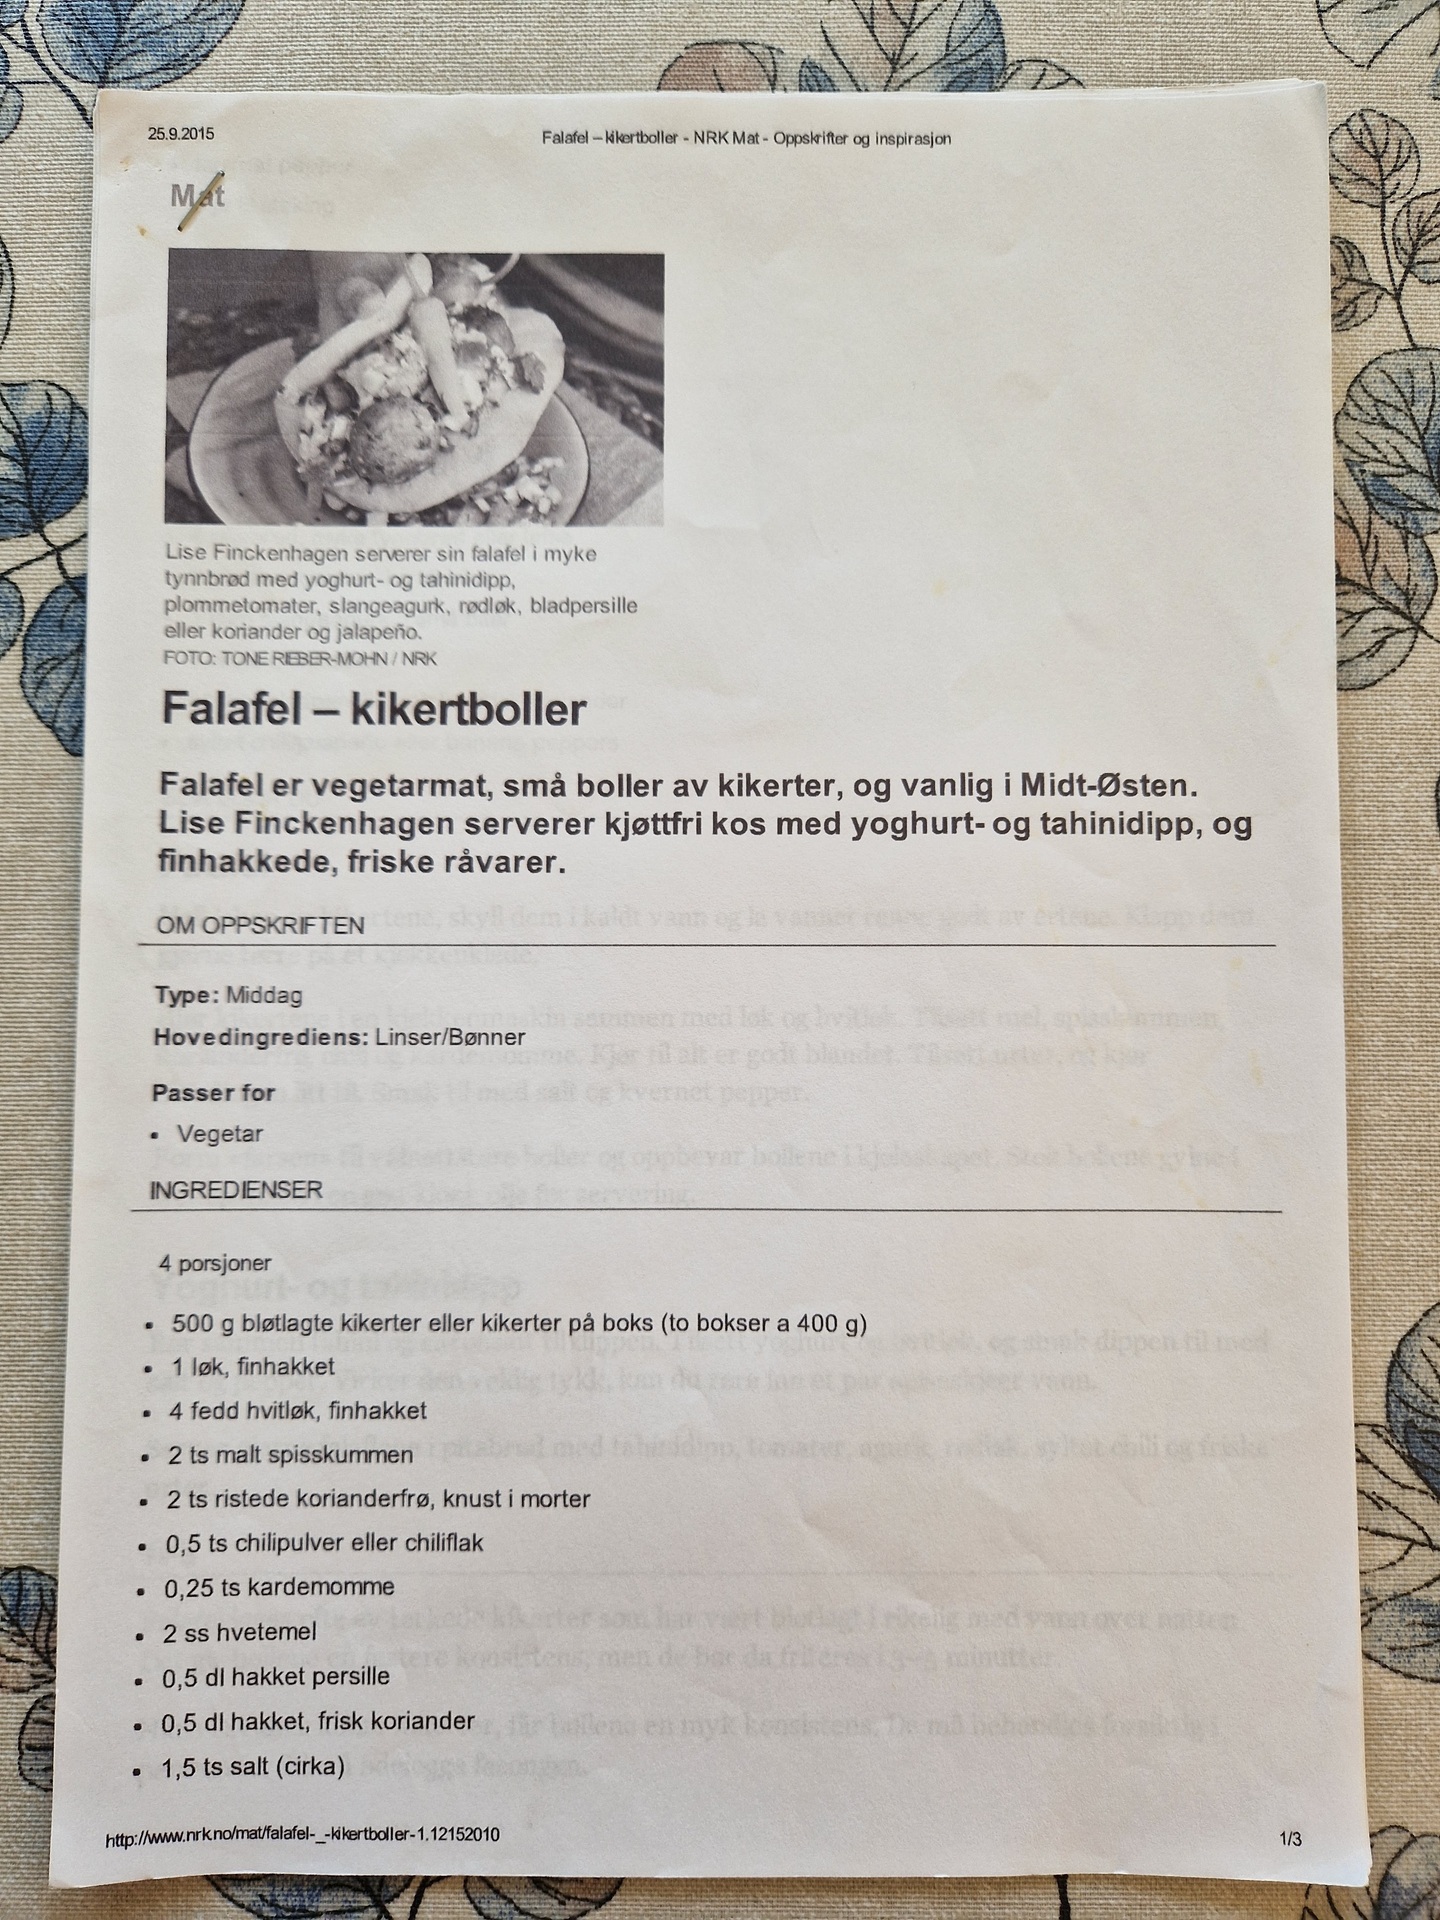 25.9.2015
Falafel – kikertboller - NRK Mat - Oppskrifter og inspirasjon
Mat
Lise Finckenhagen serverer sin falafel i myke
tynnbrød med yoghurt- og tahinidipp,
plommetomater, slangeagurk, rødløk, bladpersille
eller koriander og jalapeño.
FOTO: TONE RIEBER-MOHN / NRK
Falafel – kikertboller
Falafel er vegetarmat, små boller av kikerter, og vanlig i Midt-Østen.
Lise Finckenhagen serverer kjøttfri kos med yoghurt- og tahinidipp, og
finhakkede, friske råvarer.
OM OPPSKRIFTEN
Type: Middag
Hovedingrediens: Linser/Bønner
Passer for
• Vegetar
INGREDIENSER
4 porsjoner
• 500 g bløtlagte kikerter eller kikerter på boks (to bokser a 400 g)
• 1 løk, finhakket
• 4 fedd hvitløk, finhakket
• 2 ts malt spisskummen
• 2 ts ristede korianderfrø, knust i morter
• 0,5 ts chilipulver eller chiliflak
• 0,25 ts kardemomme
• 2 ss hvetemel
• 0,5 dl hakket persille
• 0,5 dl hakket, frisk koriander
• 1,5 ts salt (cirka)
http://www.nrk.no/mat/falafel-_-kikertboller-1.12152010
1/3